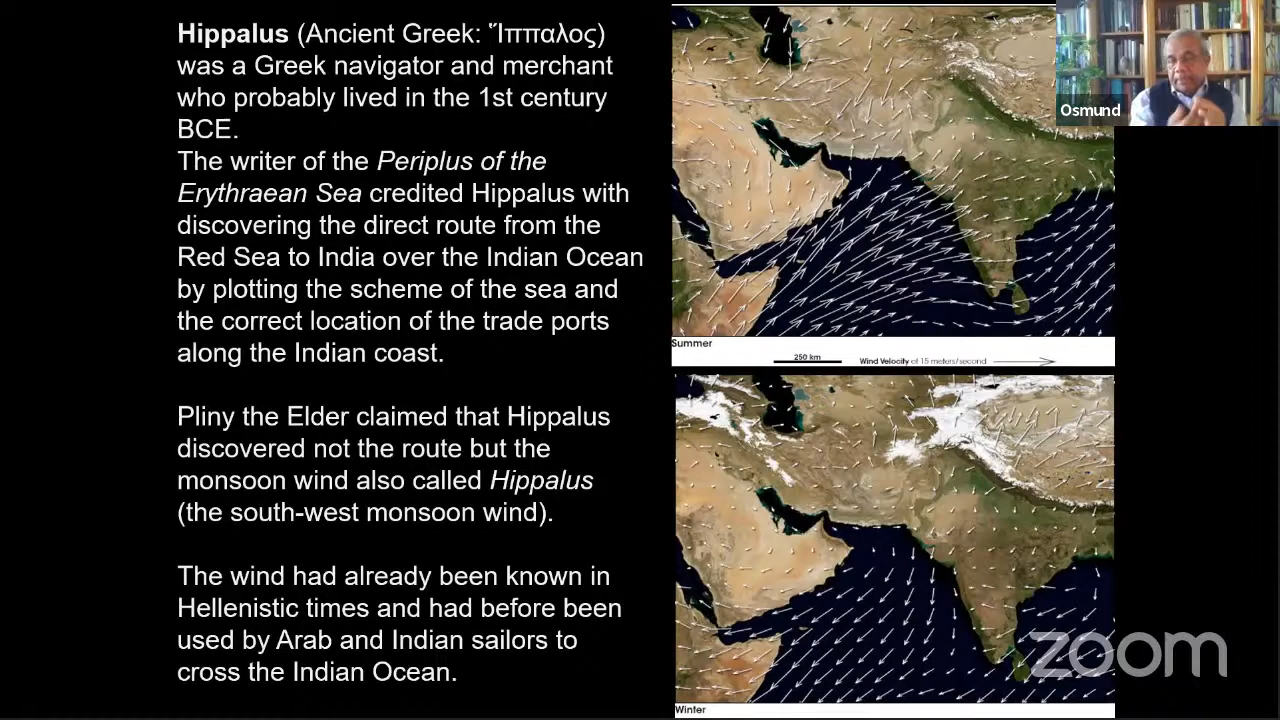 Hippalus (Ancient Greek: Ἵππαλος)
was a Greek navigator and merchant
who probably lived in the 1st century
BCE.
The writer of the Periplus of the
Erythraean Sea credited Hippalus with
discovering the direct route from the
Red Sea to India over the Indian Ocean
by plotting the scheme of the sea and
the correct location of the trade ports
along the Indian coast.
Pliny the Elder claimed that Hippalus
discovered not the route but the
monsoon wind also called Hippalus
(the south-west monsoon wind).
The wind had already been known in
Hellenistic times and had before been
used by Arab and Indian sailors to
cross the Indian Ocean.
Osmund
Summer
250 km
Wind Velocity of 15 meters/second
zoom
Winter